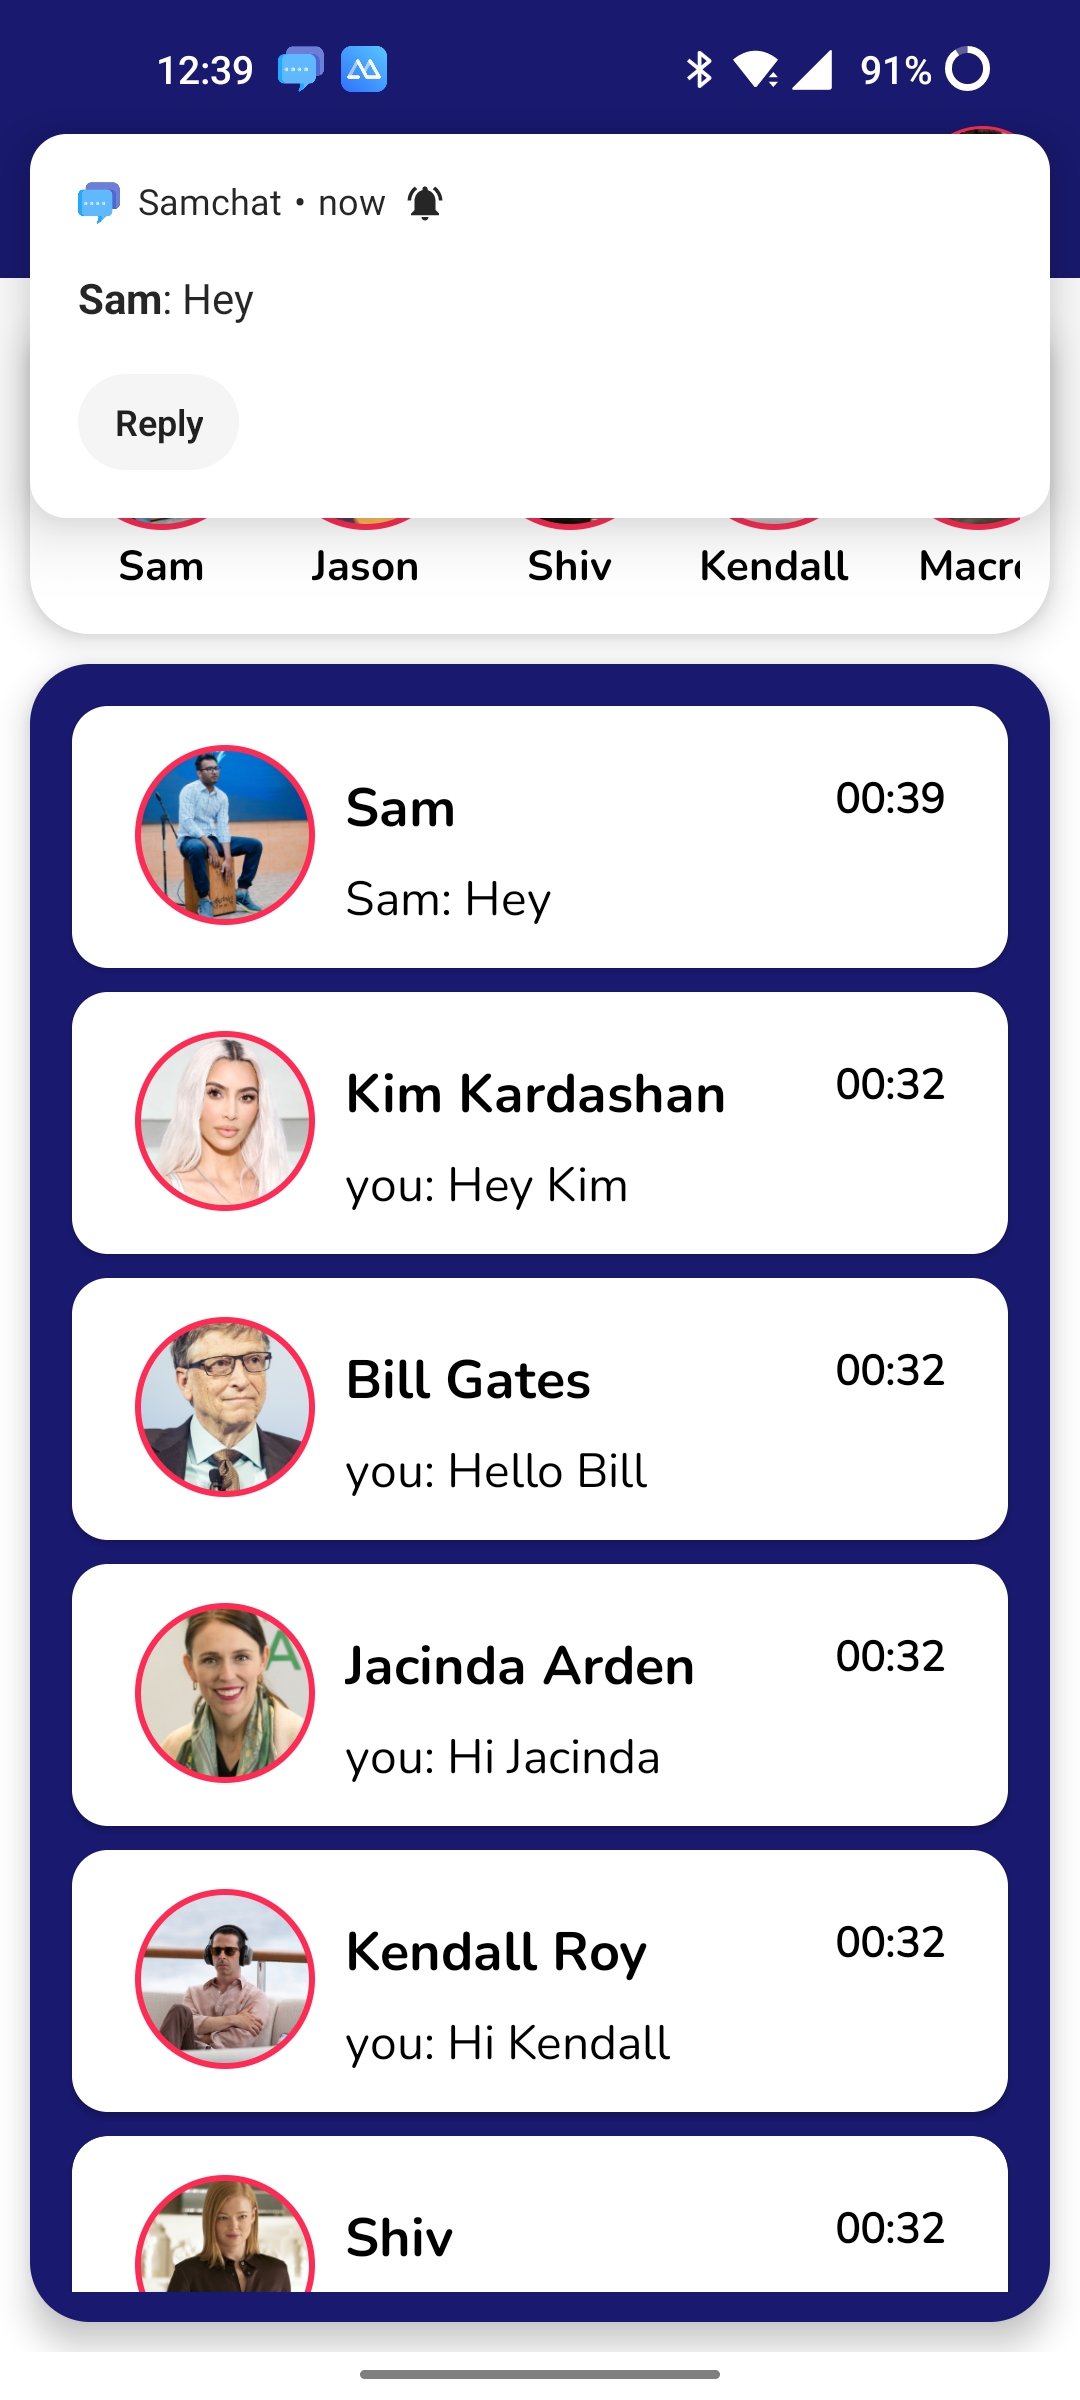 12:39 91%
Samchat • now
Sam: Hey
Reply
Sam Jason Shiv Kendall Macr
Sam 00:39
Sam: Hey
Kim Kardashan 00:32
you: Hey Kim
Bill Gates 00:32
you: Hello Bill
Jacinda Arden 00:32
you: Hi Jacinda
Kendall Roy 00:32
you: Hi Kendall
Shiv 00:32